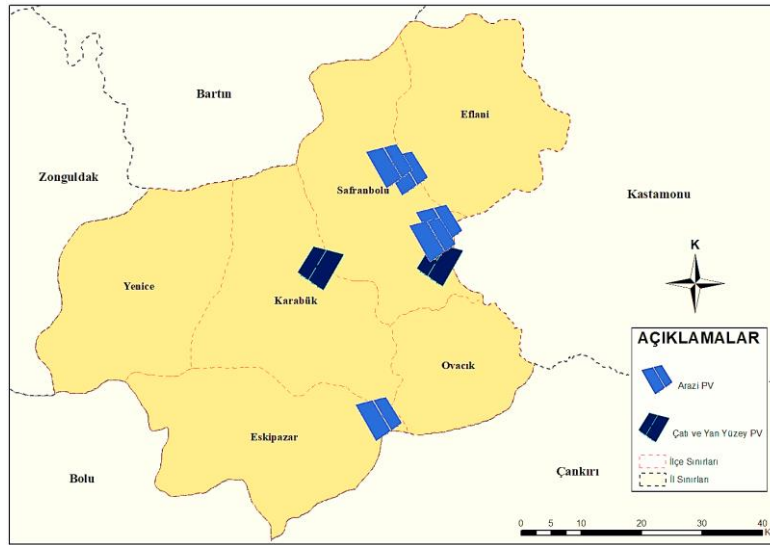 Bartın
Eflani
Zonguldak
Safranbolu
Kastamonu
K
Yenice
Karabük
Ovacık
AÇIKLAMALAR
Arazi PV
Çatı ve Yan Yüzey PV
İlçe Sınırları
İl Sınırları
Eskipazar
Bolu
Çankırı
0 5 10 20 30 40
K